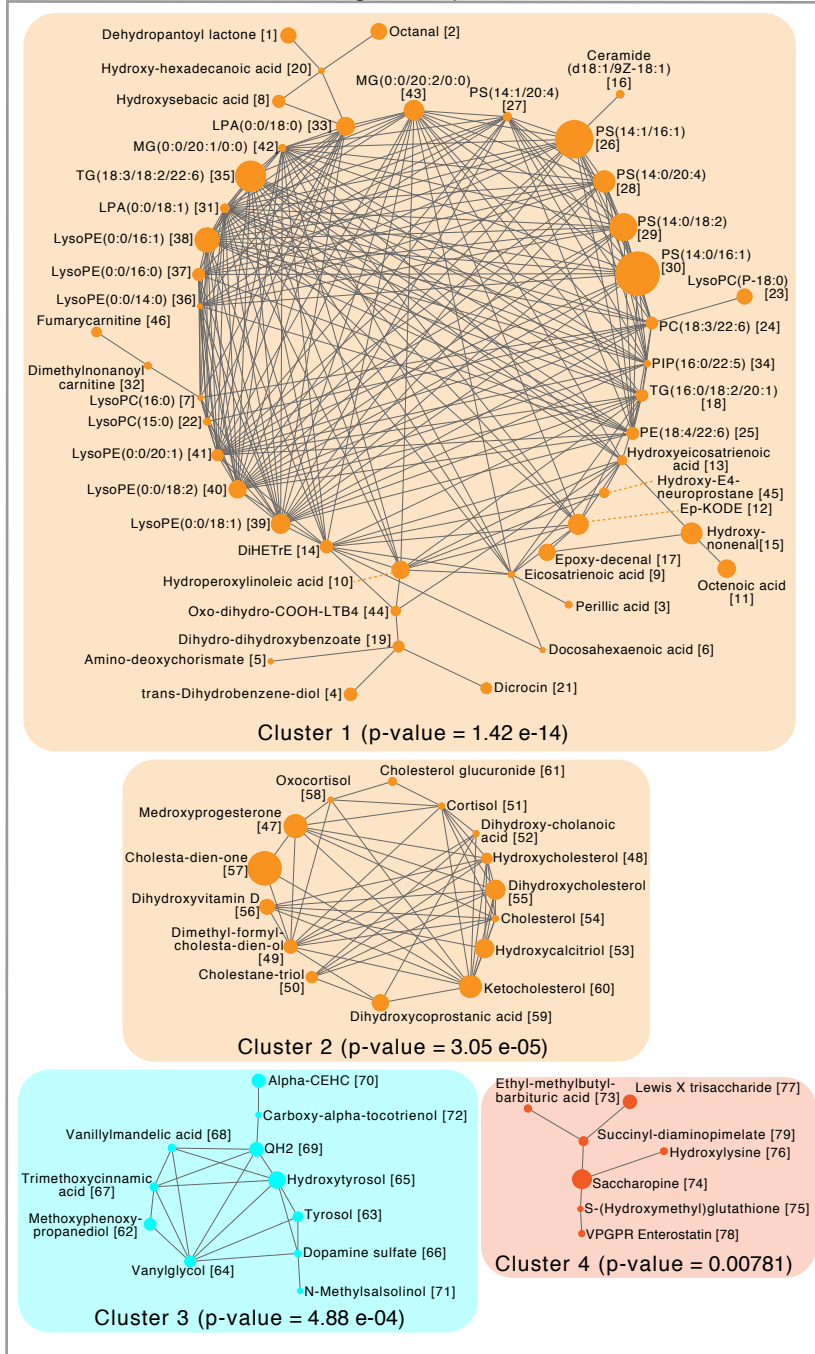 Dehydropantoyl lactone [1]
Octanal [2]
Ceramide
(d18:1/9Z-18:1)
[16]
Hydroxy-hexadecanoic acid [20]
MG(0:0/20:2/0:0)
[43]
PS(14:1/20:4)
[27]
Hydroxysebacic acid [8]
LPA(0:0/18:0) [33]
PS(14:1/16:1)
[26]
MG(0:0/20:1/0:0) [42]
TG(18:3/18:2/22:6) [35]
PS(14:0/20:4)
[28]
LPA(0:0/18:1) [31]
PS(14:0/18:2)
[29]
LysoPE(0:0/16:1) [38]
PS(14:0/16:1)
[30]
LysoPE(0:0/16:0) [37]
LysoPC(P-18:0)
[23]
LysoPE(0:0/14:0) [36]
Fumarycarnitine [46]
PC(18:3/22:6) [24]
Dimethylnonanoyl
carnitine [32]
PIP(16:0/22:5) [34]
LysoPC(16:0) [7]
TG(16:0/18:2/20:1)
[18]
LysoPC(15:0) [22]
PE(18:4/22:6) [25]
LysoPE(0:0/20:1) [41]
Hydroxyeicosatrienoic
acid [13]
LysoPE(0:0/18:2) [40]
Hydroxy-E4-
neuroprostane [45]
Ep-KODE [12]
LysoPE(0:0/18:1) [39]
Hydroxy-
nonenal[15]
DiHETrE [14]
Epoxy-decenal [17]
Hydroperoxylinoleic acid [10]
Eicosatrienoic acid [9]
Octenoic acid
[11]
Oxo-dihydro-COOH-LTB4 [44]
Perillic acid [3]
Dihydro-dihydroxybenzoate [19]
Docosahexaenoic acid [6]
Amino-deoxychorismate [5]
trans-Dihydrobenzene-diol [4]
Dicrocin [21]
Cluster 1 (p-value = 1.42 e-14)
Oxocortisol
[58]
Cholesterol glucuronide [61]
Medroxyprogesterone
[47]
Cortisol [51]
Dihydroxy-cholanoic
acid [52]
Cholesta-dien-one
[57]
Hydroxycholesterol [48]
Dihydroxycholesterol
[55]
Dihydroxyvitamin D
[56]
Cholesterol [54]
Dimethyl-formyl-
cholesta-dien-ol
[49]
Hydroxycalcitriol [53]
Cholestane-triol
[50]
Ketocholesterol [60]
Dihydroxycoprostanic acid [59]
Cluster 2 (p-value = 3.05 e-05)
Alpha-CEHC [70]
Carboxy-alpha-tocotrienol [72]
Vanillylmandelic acid [68]
QH2 [69]
Trimethoxycinnamic
acid [67]
Hydroxytyrosol [65]
Methoxyphenoxy-
propanediol [62]
Tyrosol [63]
Dopamine sulfate [66]
Vanylglycol [64]
N-Methylsalsolinol [71]
Cluster 3 (p-value = 4.88 e-04)
Ethyl-methylbutyl-
barbituric acid [73]
Lewis X trisaccharide [77]
Succinyl-diaminopimelate [79]
Hydroxylysine [76]
Saccharopine [74]
S-(Hydroxymethyl)glutathione [75]
VPGPR Enterostatin [78]
Cluster 4 (p-value = 0.00781)